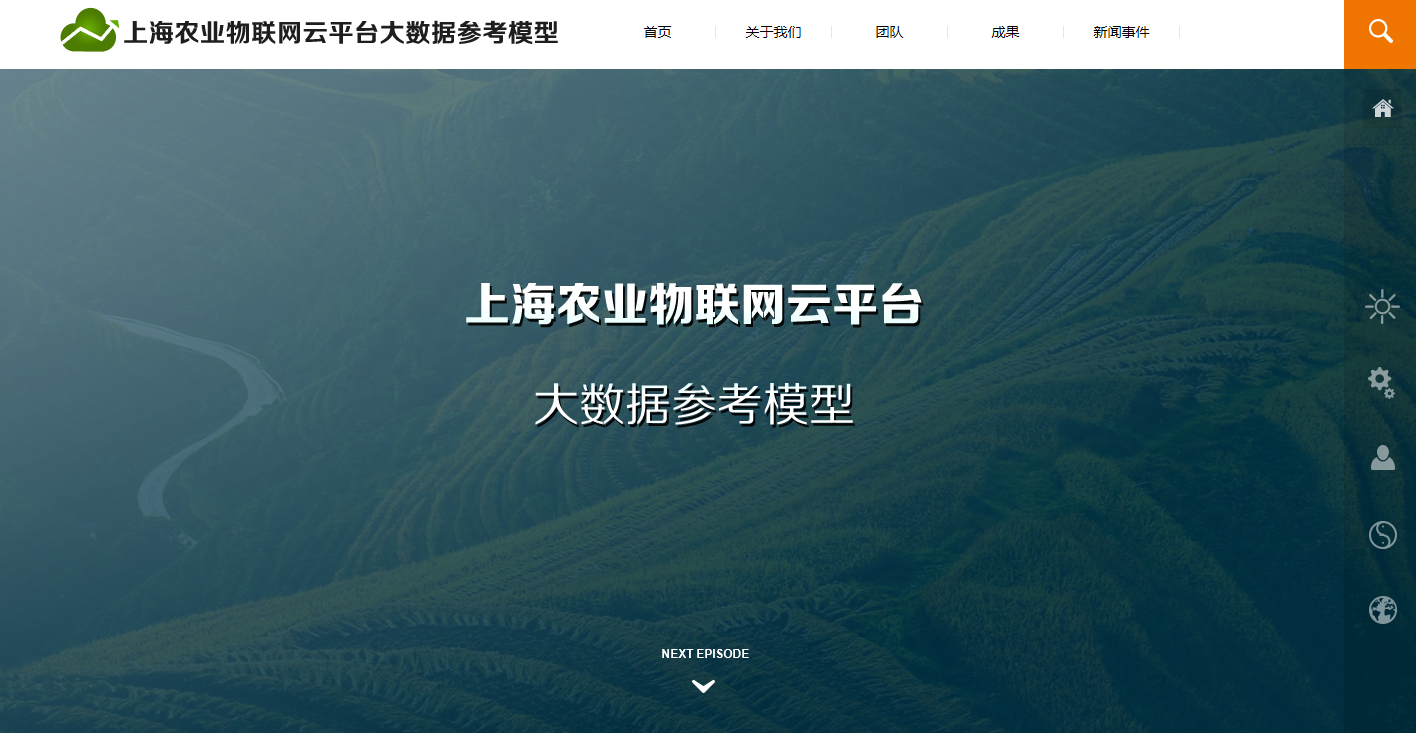 上海农业物联网云平台大数据参考模型
首页
关于我们
团队
成果
新闻事件
上海农业物联网云平台
大数据参考模型
NEXT EPISODE